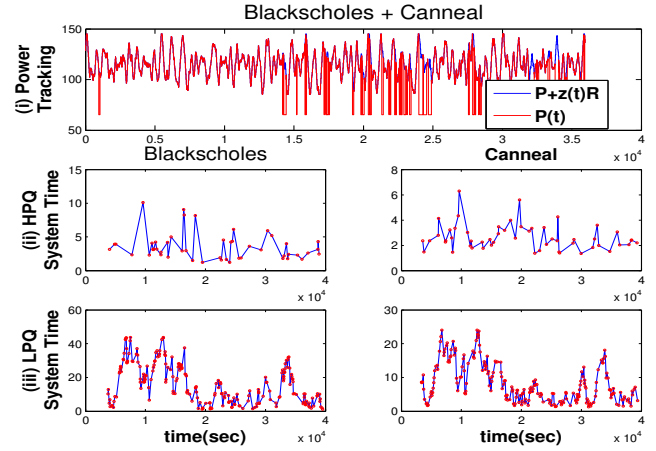 Blackscholes + Canneal
150
100
50
(i) Power
Tracking
P+z(t)R
P(t)
0 0.5 1 1.5 2 2.5 3 3.5 4
x 10^4
Blackscholes
Canneal
(ii) HPQ
System Time
15
10
5
0
0 1 2 3 4
x 10^4
8
6
4
2
0
0 1 2 3 4
x 10^4
(iii) LPQ
System Time
60
40
20
0
0 1 2 3 4
x 10^4
time(sec)
30
20
10
0
0 1 2 3 4
x 10^4
time(sec)